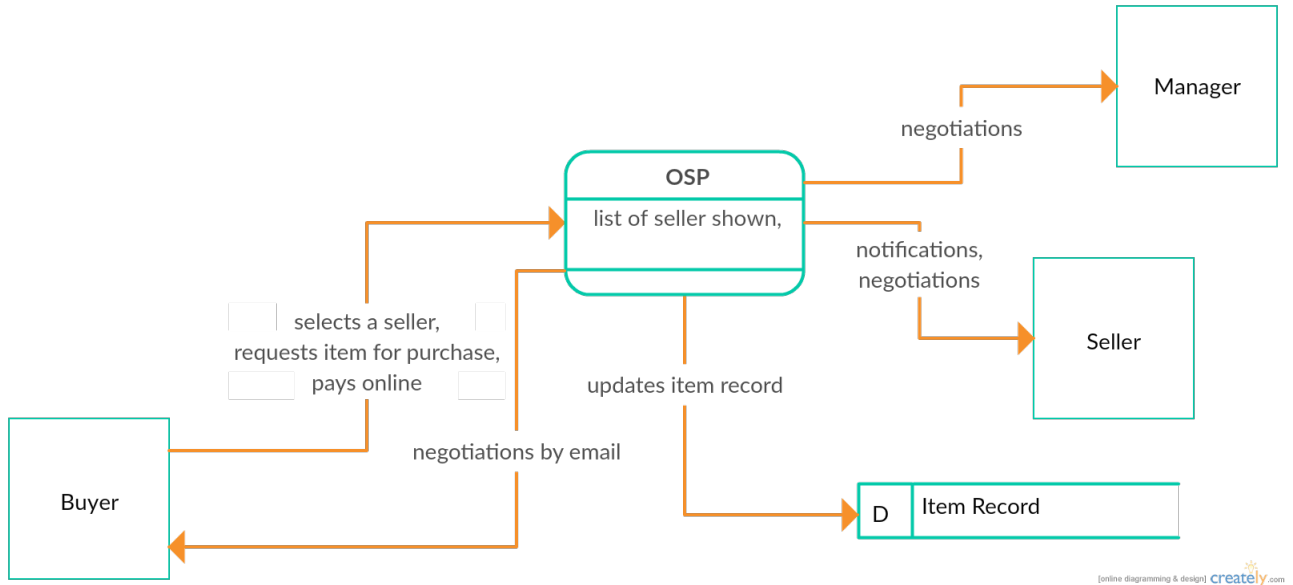 Manager
negotiations
OSP
list of seller shown,
notifications,
negotiations
selects a seller,
requests item for purchase,
pays online
Seller
updates item record
negotiations by email
Buyer
D
Item Record
[online diagramming & design] creately.com